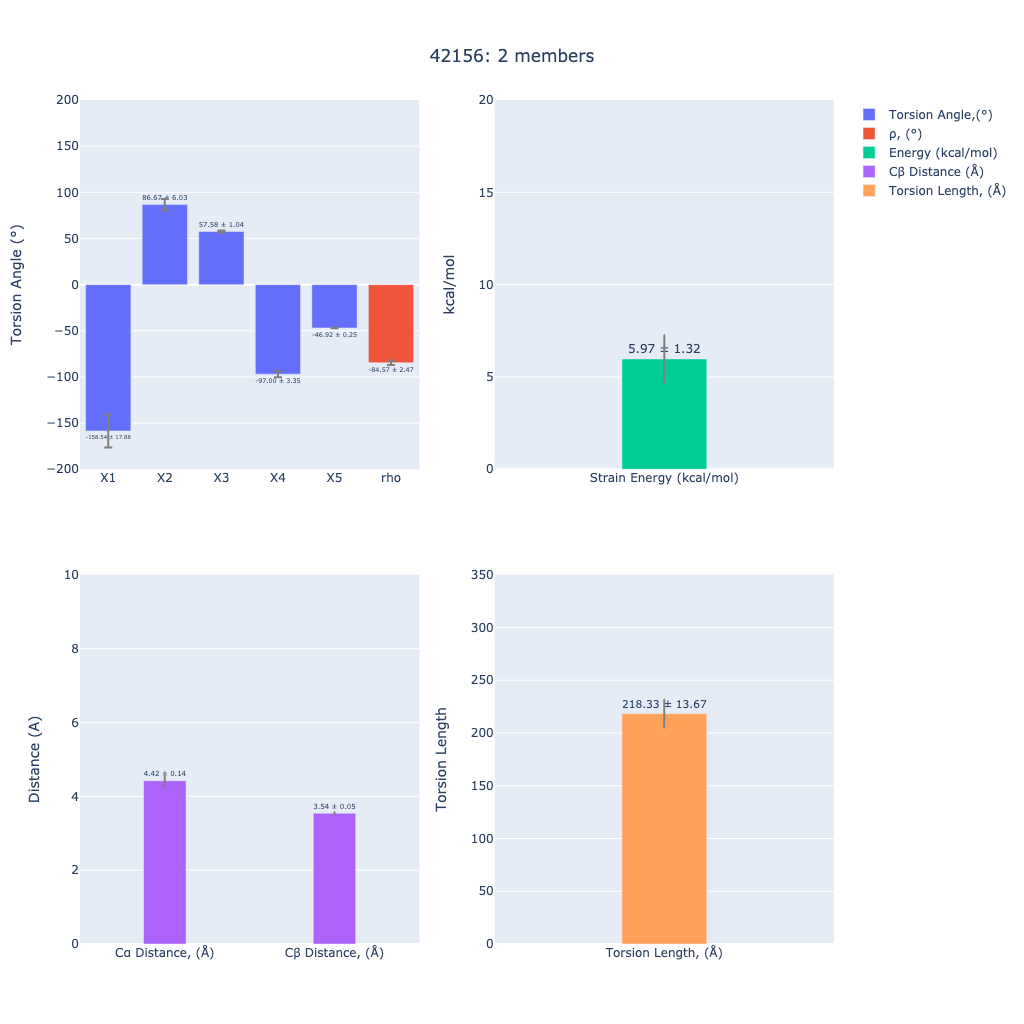 42156: 2 members
200
150
100
50
0
−50
−100
−150
−200
Torsion Angle (°)
86.67 ± 6.03
57.58 ± 1.04
-46.92 ± 0.25
-84.57 ± 2.47
-97.00 ± 3.35
-158.54 ± 17.88
X1 X2 X3 X4 X5 rho
20
15
10
5
0
kcal/mol
5.97 ± 1.32
Strain Energy (kcal/mol)
Torsion Angle,(°)
ρ, (°)
Energy (kcal/mol)
Cβ Distance (Å)
Torsion Length, (Å)
10
8
6
4
2
0
Distance (A)
4.42 ± 0.14
3.54 ± 0.05
Cα Distance, (Å) Cβ Distance, (Å)
350
300
250
200
150
100
50
0
Torsion Length
218.33 ± 13.67
Torsion Length, (Å)